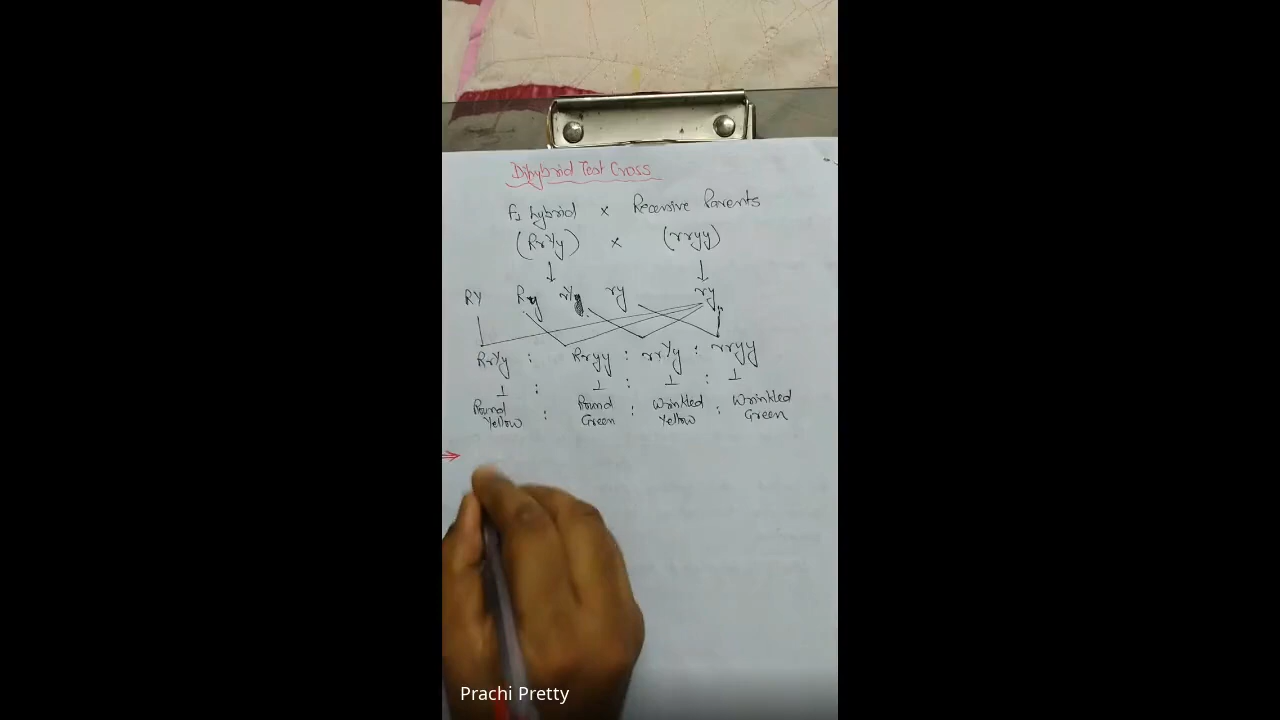 Dihybrid Test Cross
F1 hybrid × Recessive Parents
(RrYy) × (rryy)
↓ ↓
RY Ry rY ry ry
RrYy : Rryy : rrYy : rryy
1 : 1 : 1 : 1
Round Yellow : Round Green : Wrinkled Yellow : Wrinkled Green
⇒
Prachi Pretty